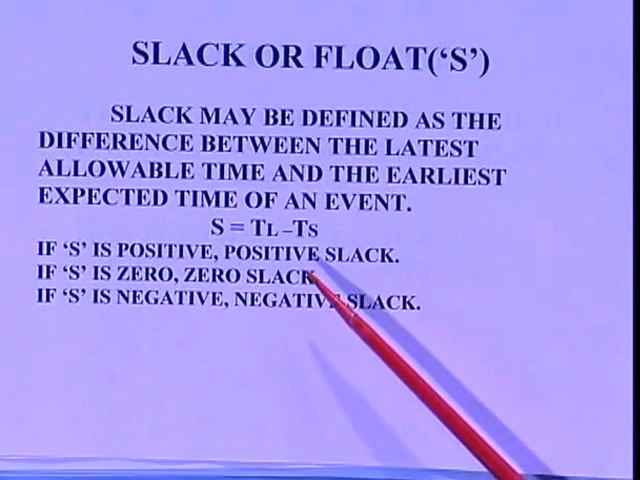 SLACK OR FLOAT(‘S’)
SLACK MAY BE DEFINED AS THE
DIFFERENCE BETWEEN THE LATEST
ALLOWABLE TIME AND THE EARLIEST
EXPECTED TIME OF AN EVENT.
S = TL –TS
IF ‘S’ IS POSITIVE, POSITIVE SLACK.
IF ‘S’ IS ZERO, ZERO SLACK
IF ‘S’ IS NEGATIVE, NEGATIVE SLACK.